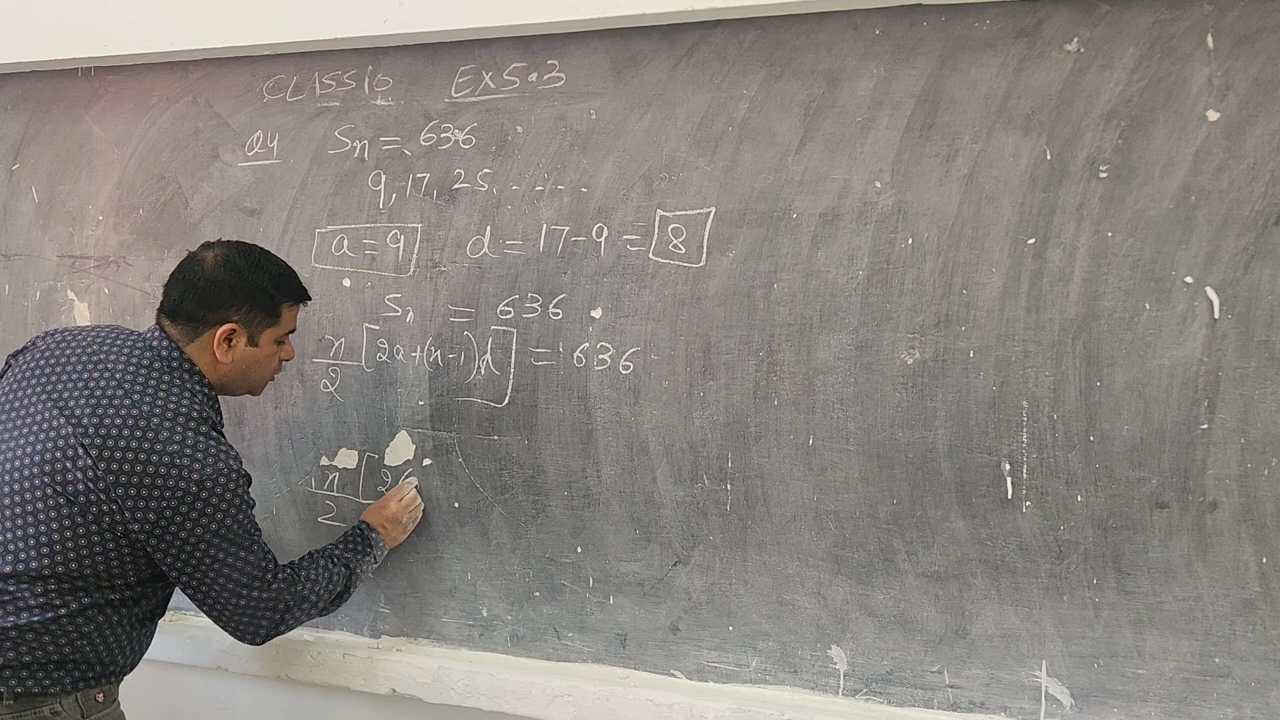 CLASS 10 EX 5.3
Q4 Sn = 636
9, 17, 25, .....
a = 9 d = 17 - 9 = 8
Sn = 636
n/2 [2a + (n - 1)d] = 636
n/2 [2